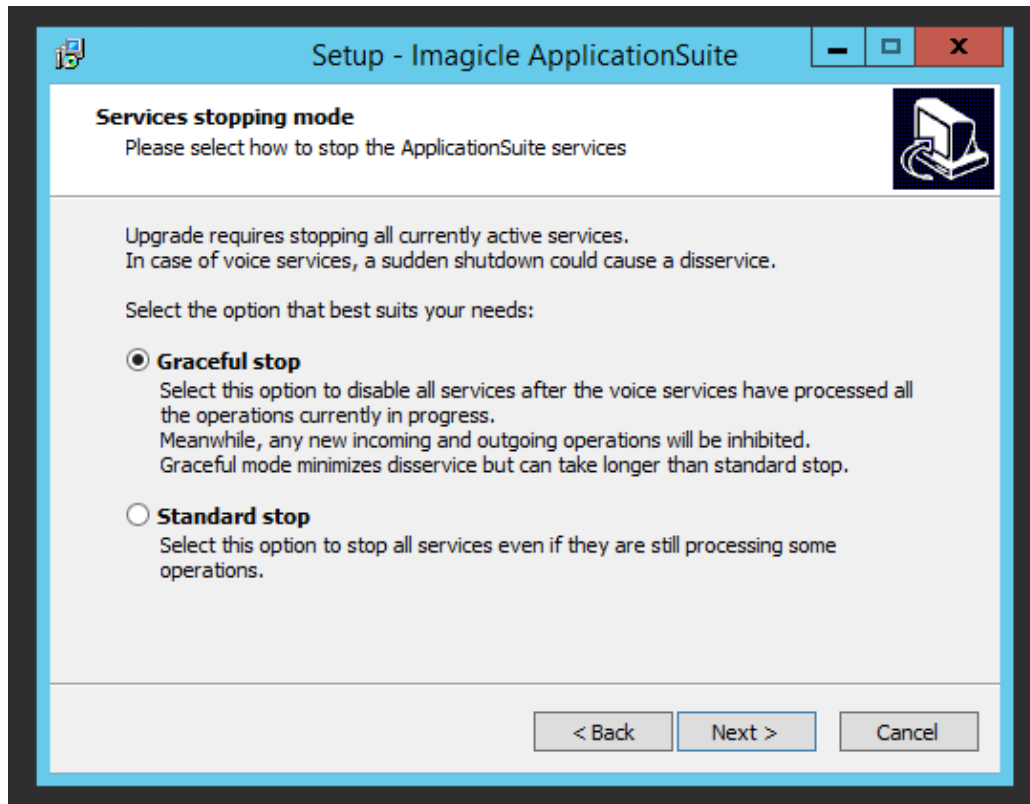 Setup - Imagicle ApplicationSuite
Services stopping mode
Please select how to stop the ApplicationSuite services
Upgrade requires stopping all currently active services.
In case of voice services, a sudden shutdown could cause a disservice.
Select the option that best suits your needs:
Graceful stop
Select this option to disable all services after the voice services have processed all
the operations currently in progress.
Meanwhile, any new incoming and outgoing operations will be inhibited.
Graceful mode minimizes disservice but can take longer than standard stop.
Standard stop
Select this option to stop all services even if they are still processing some
operations.
< Back Next > Cancel